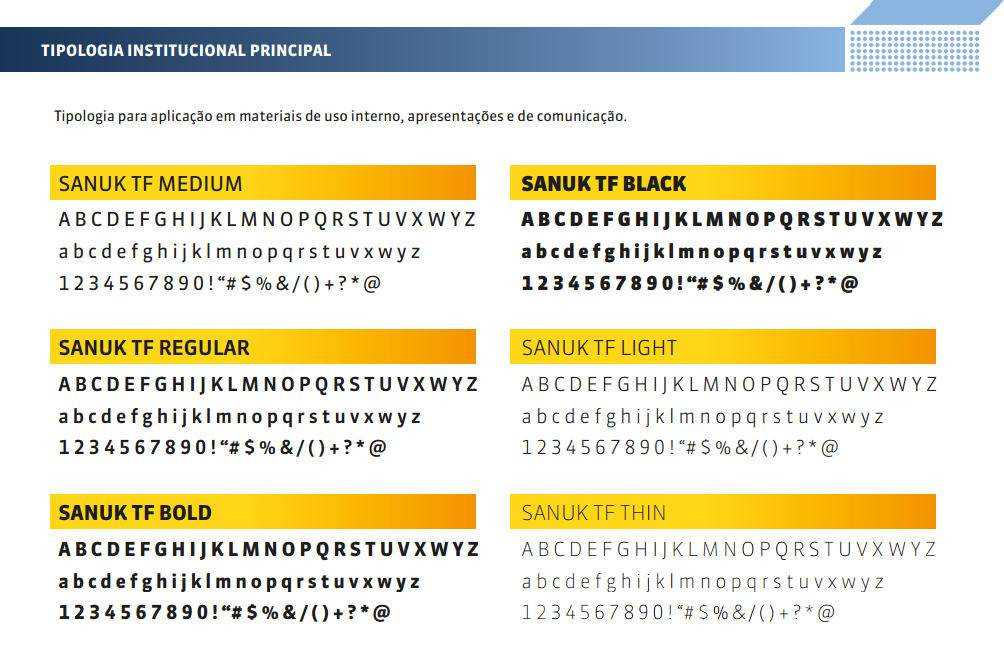 TIPOLOGIA INSTITUCIONAL PRINCIPAL
Tipologia para aplicação em materiais de uso interno, apresentações e de comunicação.
SANUK TF MEDIUM
A B C D E F G H I J K L M N O P Q R S T U V X W Y Z
a b c d e f g h i j k l m n o p q r s t u v x w y z
1 2 3 4 5 6 7 8 9 0 ! “ # $ % & / ( ) + ? * @
SANUK TF REGULAR
A B C D E F G H I J K L M N O P Q R S T U V X W Y Z
a b c d e f g h i j k l m n o p q r s t u v x w y z
1 2 3 4 5 6 7 8 9 0 ! “ # $ % & / ( ) + ? * @
SANUK TF BOLD
A B C D E F G H I J K L M N O P Q R S T U V X W Y Z
a b c d e f g h i j k l m n o p q r s t u v x w y z
1 2 3 4 5 6 7 8 9 0 ! “ # $ % & / ( ) + ? * @
SANUK TF BLACK
A B C D E F G H I J K L M N O P Q R S T U V X W Y Z
a b c d e f g h i j k l m n o p q r s t u v x w y z
1 2 3 4 5 6 7 8 9 0 ! “ # $ % & / ( ) + ? * @
SANUK TF LIGHT
A B C D E F G H I J K L M N O P Q R S T U V X W Y Z
a b c d e f g h i j k l m n o p q r s t u v x w y z
1 2 3 4 5 6 7 8 9 0 ! “ # $ % & / ( ) + ? * @
SANUK TF THIN
A B C D E F G H I J K L M N O P Q R S T U V X W Y Z
a b c d e f g h i j k l m n o p q r s t u v x w y z
1 2 3 4 5 6 7 8 9 0 ! “ # $ % & / ( ) + ? * @